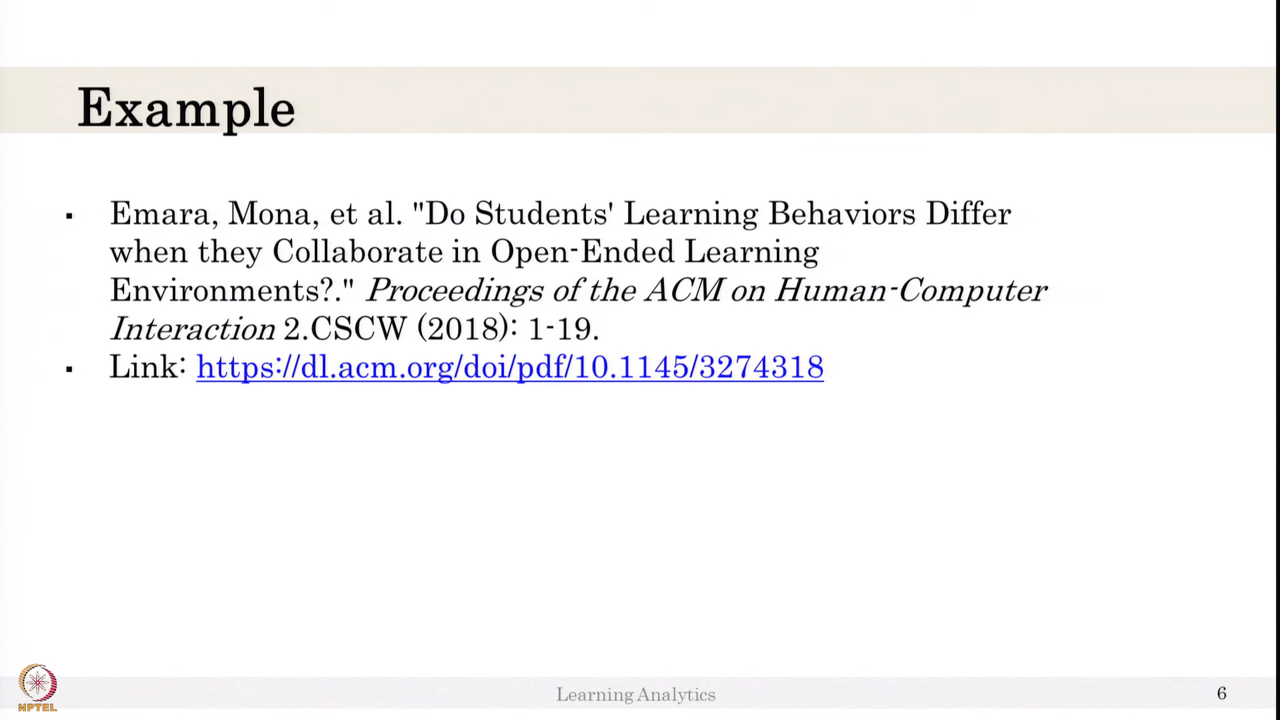 Example
▪ Emara, Mona, et al. "Do Students' Learning Behaviors Differ
when they Collaborate in Open-Ended Learning
Environments?." Proceedings of the ACM on Human-Computer
Interaction 2.CSCW (2018): 1-19.
▪ Link: https://dl.acm.org/doi/pdf/10.1145/3274318
NPTEL
Learning Analytics
6